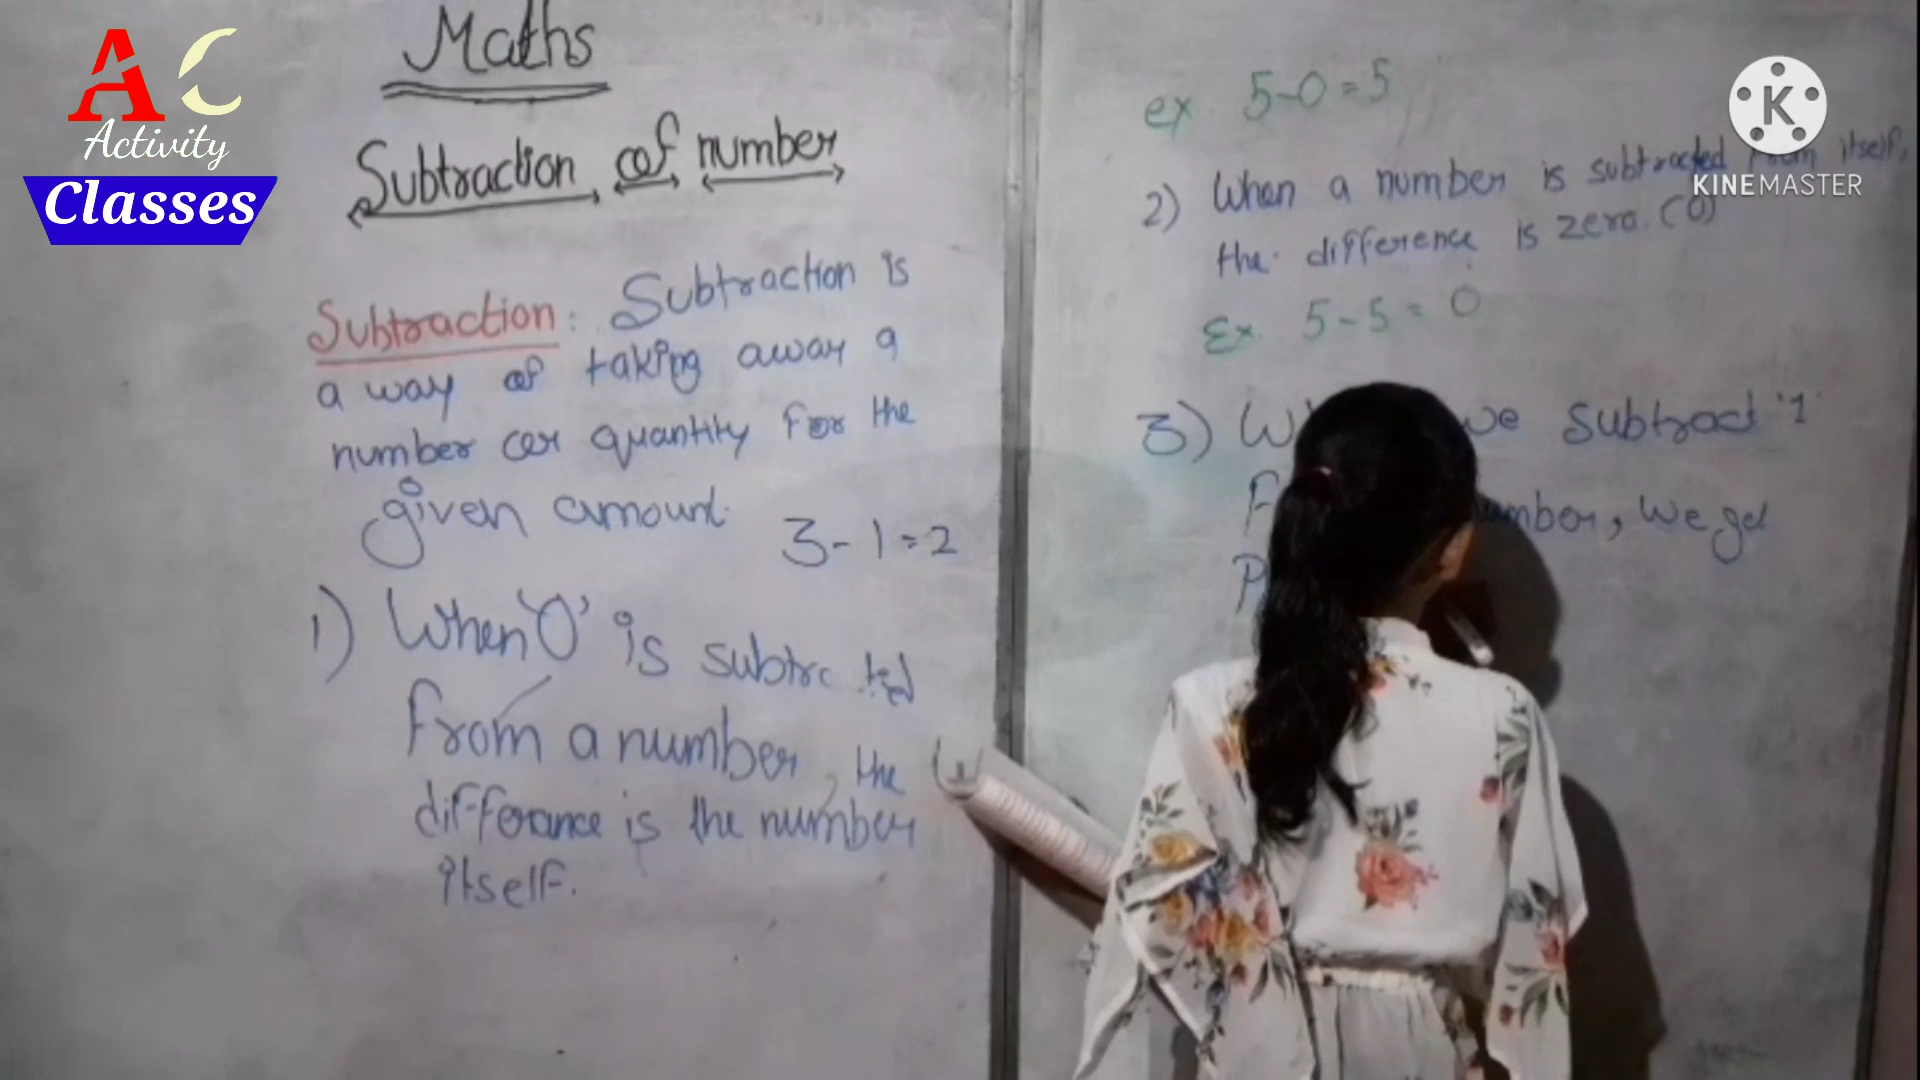 AC
Activity
Classes
Maths
Subtraction of number
Subtraction: Subtraction is
a way of taking away a
number or quantity for the
given amount.
3-1=2
1) When '0' is subtrc ted
From a number, the
difference is the number
itself.
ex. 5-0=5
2) When a number is subtracted from itself,
the difference is zero. (0)
Ex. 5-5=0
3) we subtract '1'
number, we get
K
KINEMASTER